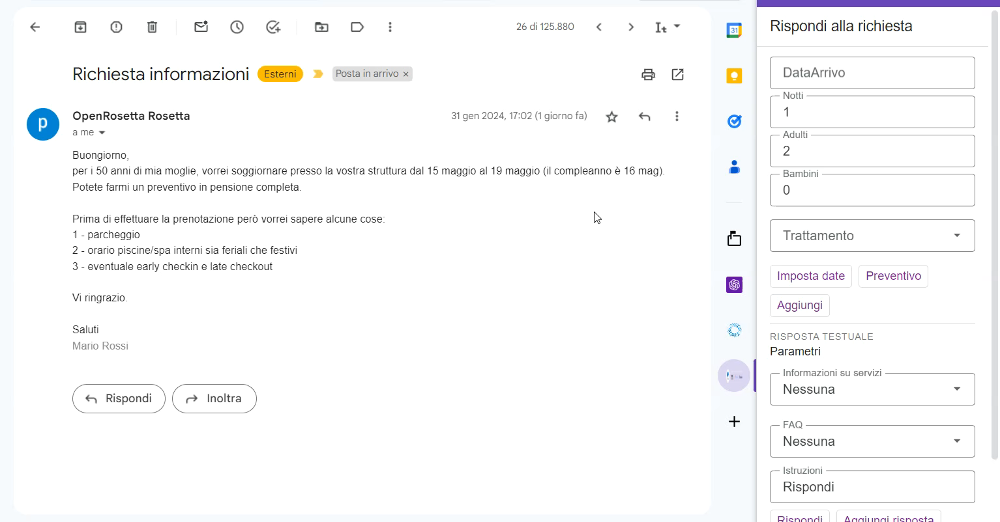 26 di 125.880
Richiesta informazioni
Esterni
Posta in arrivo ×
p
OpenRosetta Rosetta
31 gen 2024, 17:02 (1 giorno fa)
a me
Buongiorno,
per i 50 anni di mia moglie, vorrei soggiornare presso la vostra struttura dal 15 maggio al 19 maggio (il compleanno è 16 mag).
Potete farmi un preventivo in pensione completa.
Prima di effettuare la prenotazione però vorrei sapere alcune cose:
1 - parcheggio
2 - orario piscine/spa interni sia feriali che festivi
3 - eventuale early checkin e late checkout
Vi ringrazio.
Saluti
Mario Rossi
Rispondi
Inoltra
31
Rispondi alla richiesta
DataArrivo
Notti
1
Adulti
2
Bambini
0
Trattamento
Imposta date
Preventivo
Aggiungi
RISPOSTA TESTUALE
Parametri
Informazioni su servizi
Nessuna
FAQ
Nessuna
Istruzioni
Rispondi
Rispondi
Aggiungi risposta